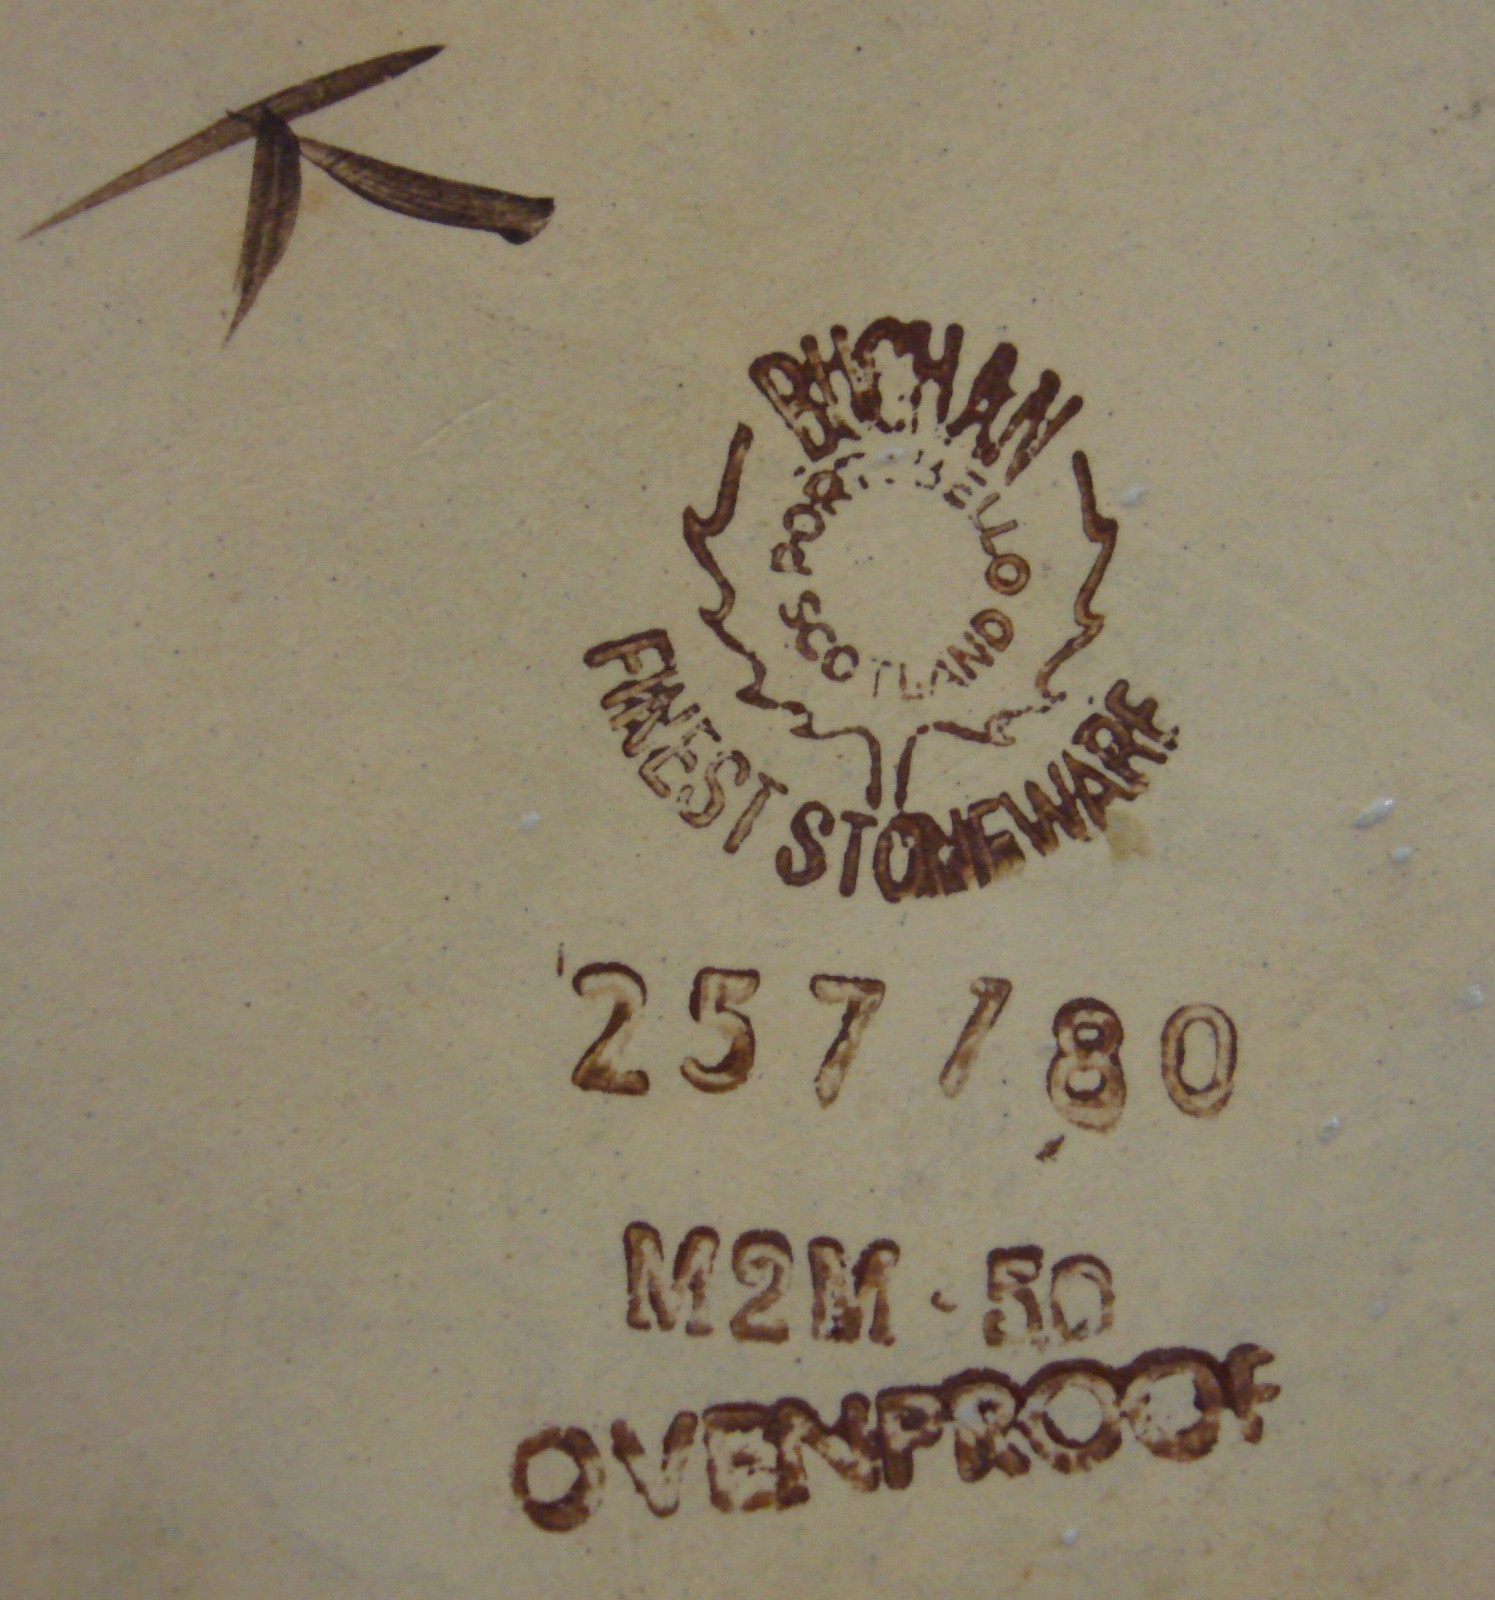 K
BUCHAN
PORTOBELLO
SCOTLAND
FINEST STONEWARE
257/80
M2M·50
OVENPROOF